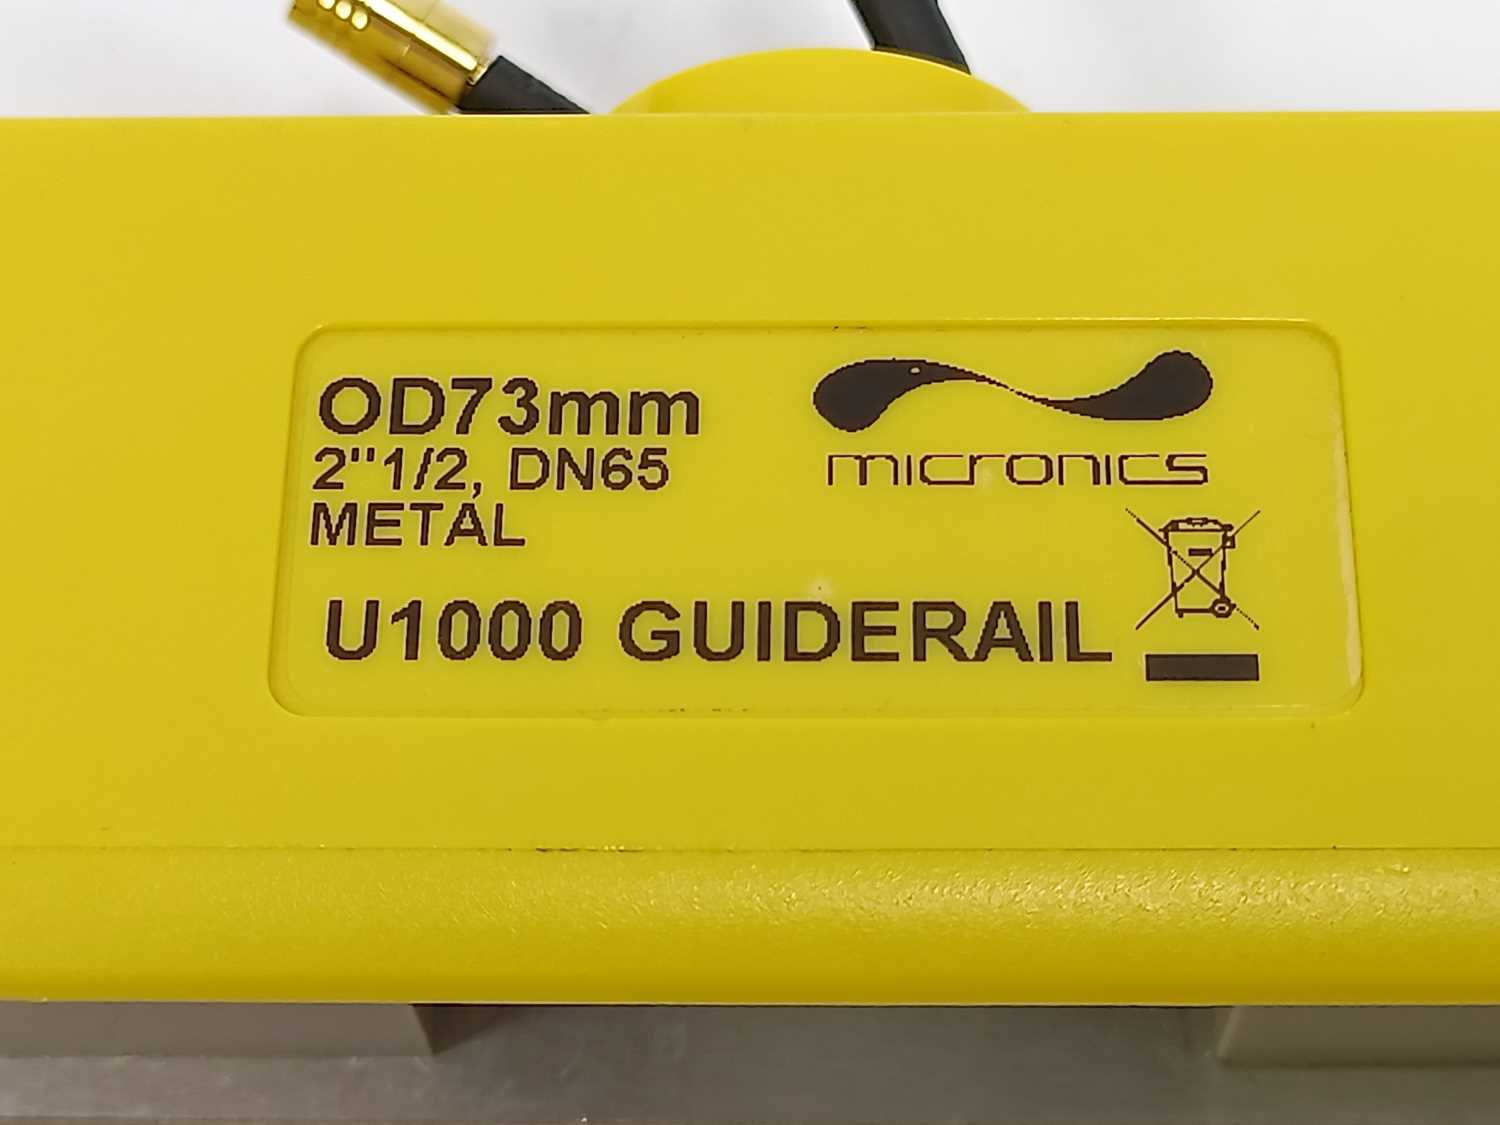 OD73mm
2"1/2, DN65
METAL
micronics
U1000 GUIDERAIL